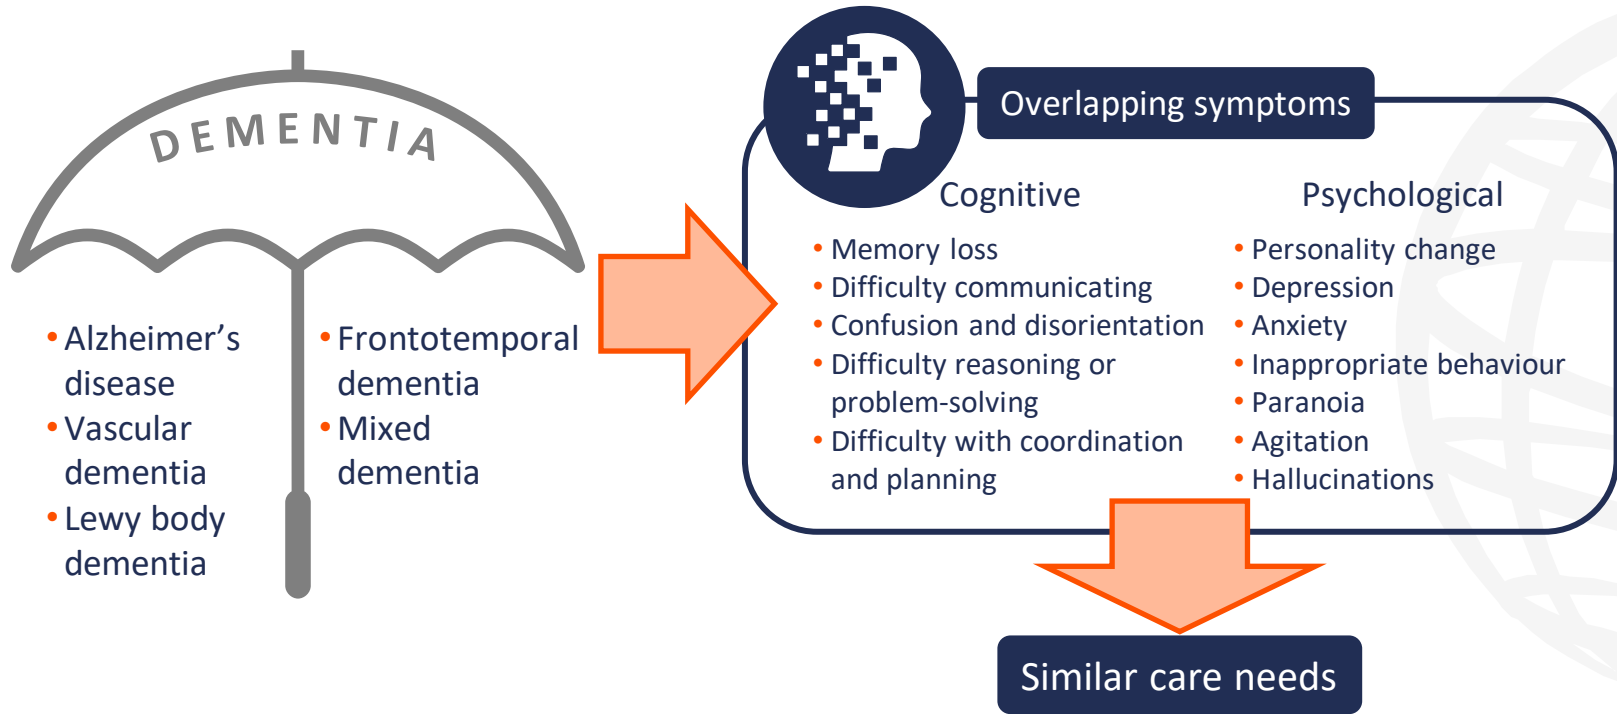 DEMENTIA
• Alzheimer’s
disease
• Vascular
dementia
• Lewy body
dementia
• Frontotemporal
dementia
• Mixed
dementia
Overlapping symptoms
Cognitive
• Memory loss
• Difficulty communicating
• Confusion and disorientation
• Difficulty reasoning or
problem-solving
• Difficulty with coordination
and planning
Psychological
• Personality change
• Depression
• Anxiety
• Inappropriate behaviour
• Paranoia
• Agitation
• Hallucinations
Similar care needs